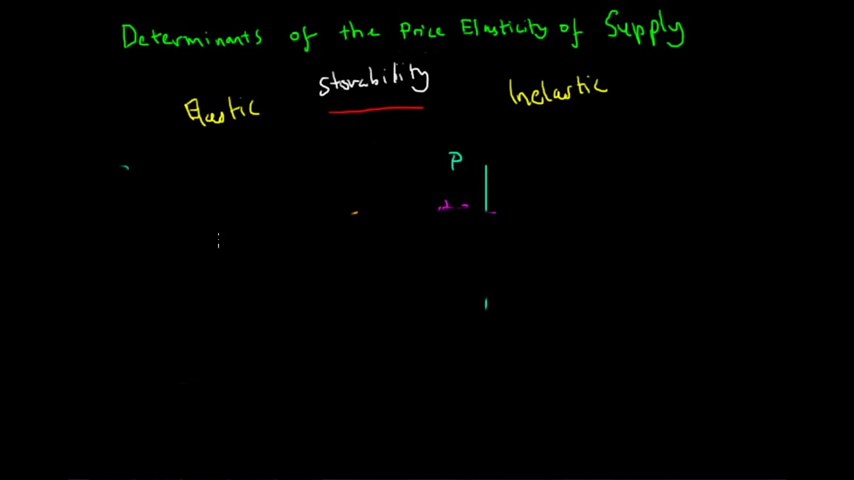 Determinants of the Price Elasticity of Supply
Storability
Elastic
Inelastic
P